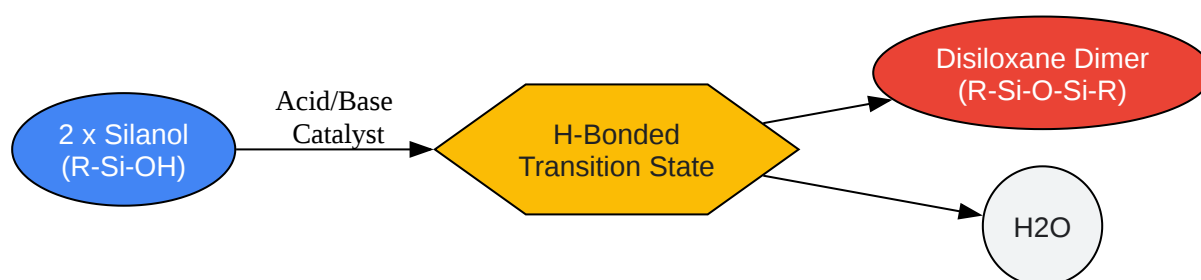 2 x Silanol
(R-Si-OH)
Acid/Base
Catalyst
H-Bonded
Transition State
Disiloxane Dimer
(R-Si-O-Si-R)
H2O